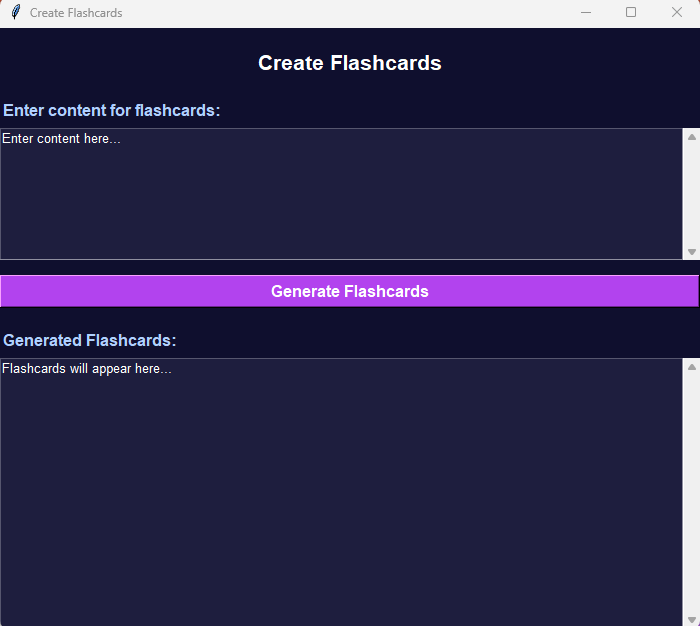 Create Flashcards
Create Flashcards
Enter content for flashcards:
Enter content here...
Generate Flashcards
Generated Flashcards:
Flashcards will appear here...